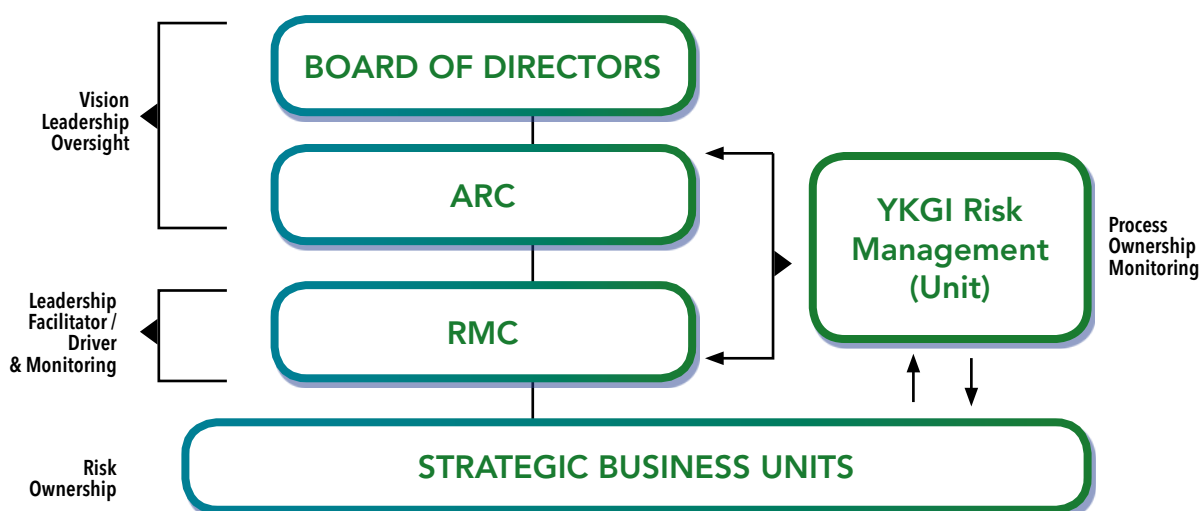 BOARD OF DIRECTORS
Vision
Leadership
Oversight
ARC
YKGI Risk
Management
(Unit)
Process
Ownership
Monitoring
Leadership
Facilitator /
Driver
& Monitoring
RMC
STRATEGIC BUSINESS UNITS
Risk
Ownership